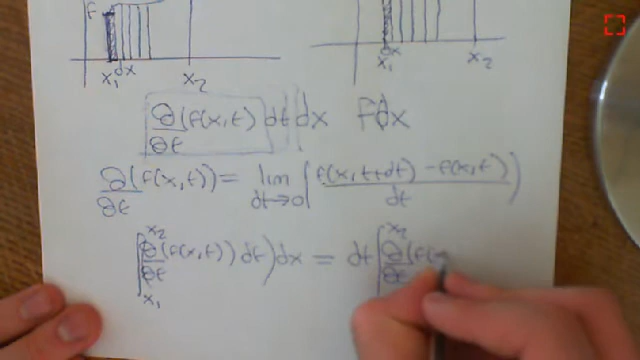 F
x₁ dx x₂
dx
x₁ x₂
∂/∂t (f(x,t)) dt dx f dx
∂/∂t (f(x,t)) = lim dt→0 ( (f(x,t+dt) - f(x,t)) / dt )
∫_{x₁}^{x₂} (∂/∂t (f(x,t)) dt) dx = dt ∫^{x₂} ∂/∂t (f(x